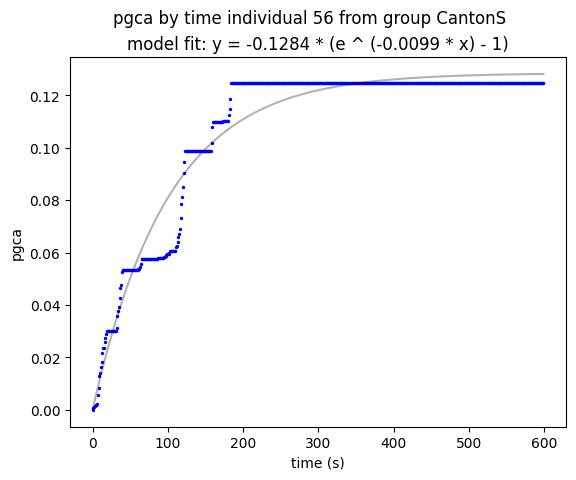 pgca by time individual 56 from group CantonS
model fit: y = -0.1284 * (e ^ (-0.0099 * x) - 1)
0.12
0.10
0.08
0.06
0.04
0.02
0.00
pgca
0 100 200 300 400 500 600
time (s)